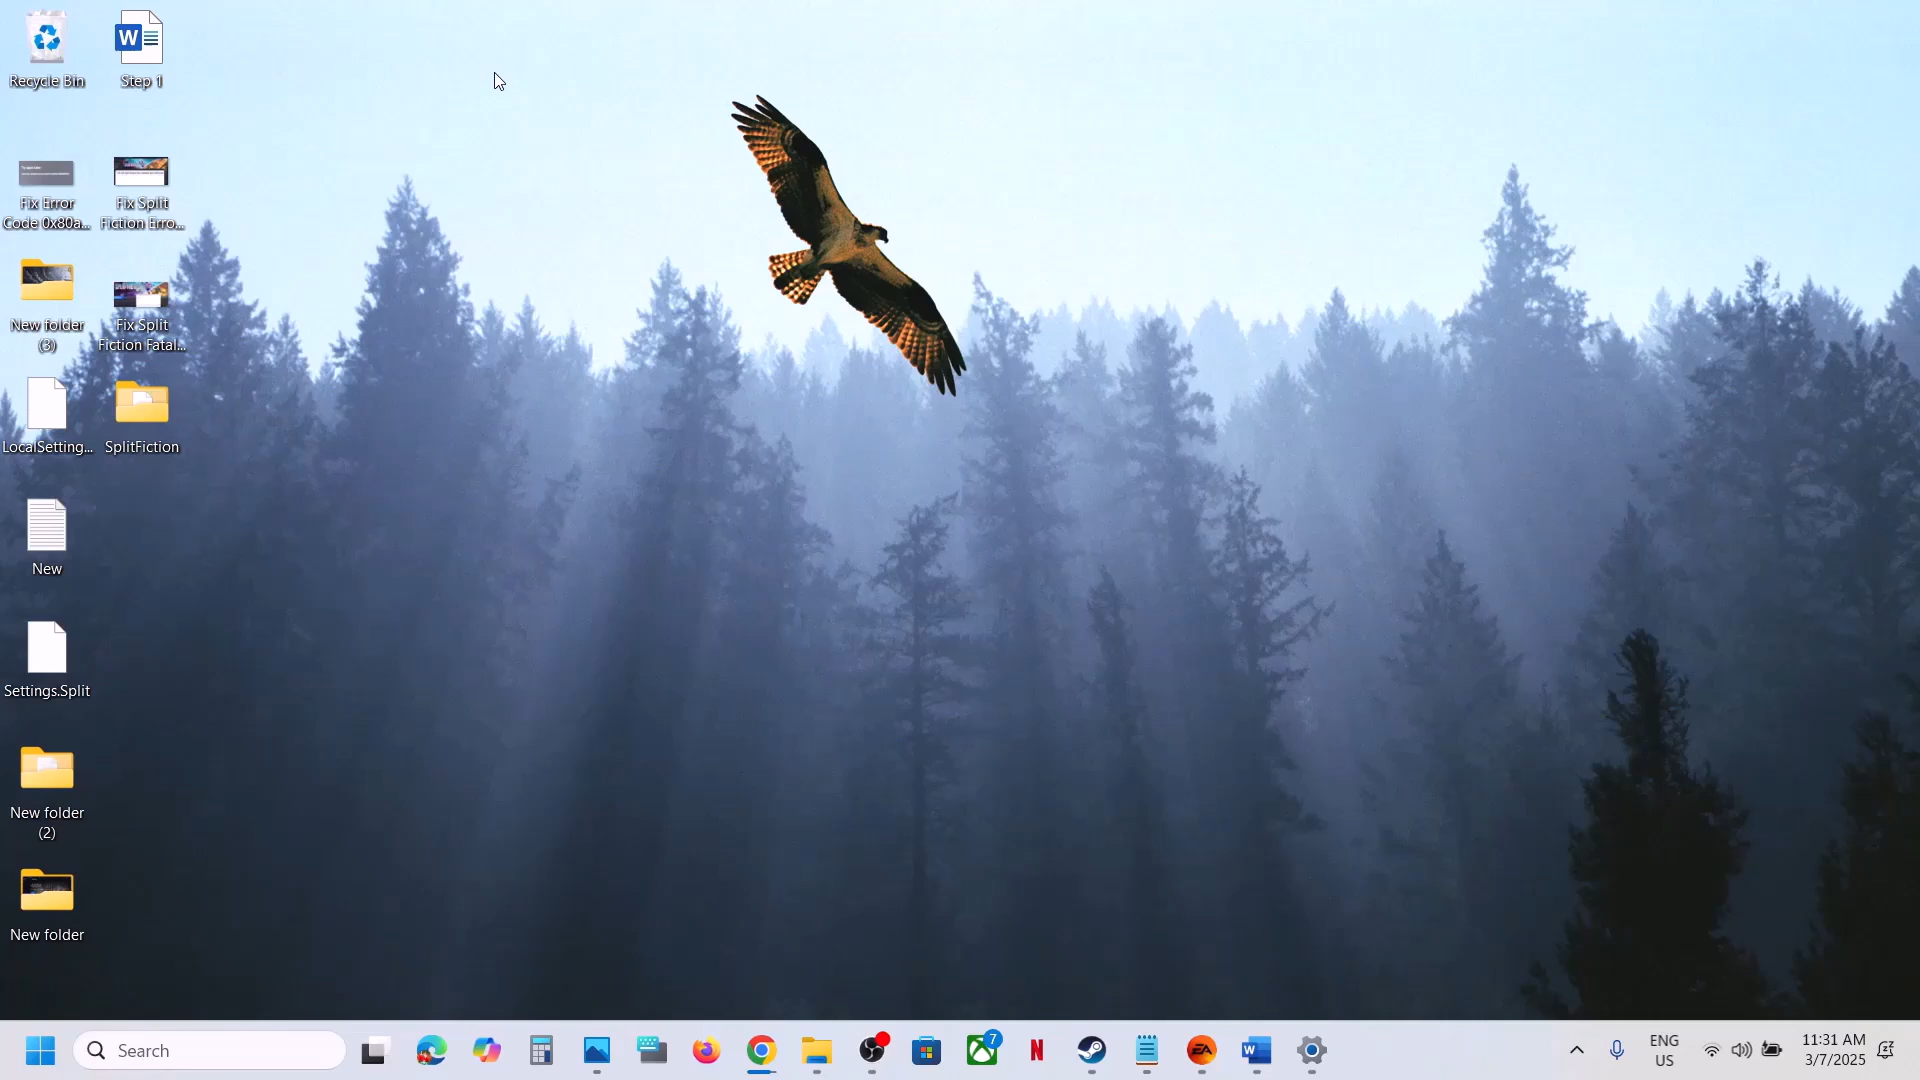 Recycle Bin
Step 1
Fix Error
Code 0x80a...
Fix Split
Fiction Erro...
New folder
(3)
Fix Split
Fiction Fatal...
LocalSetting...
SplitFiction
New
Settings.Split
New folder
(2)
New folder
Search
7
ENG
US
11:31 AM
3/7/2025